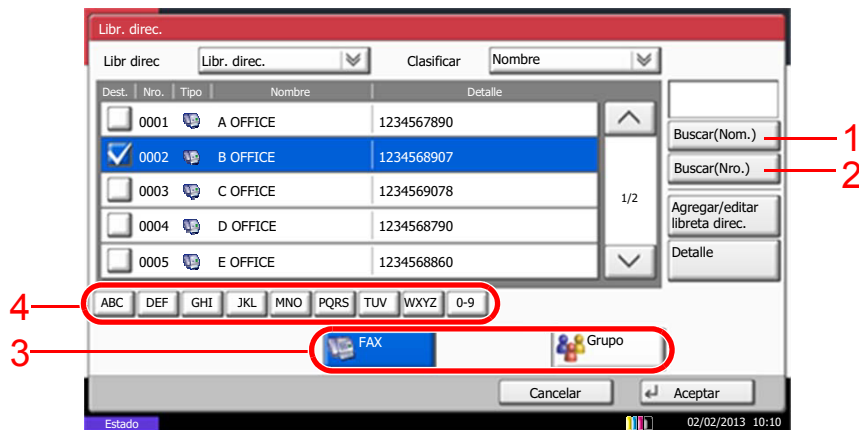 Libr. direc.
Libr direc Libr. direc. Clasificar Nombre
Dest. Nro. Tipo Nombre Detalle
0001 A OFFICE 1234567890
0002 B OFFICE 1234568907
0003 C OFFICE 1234569078
0004 D OFFICE 1234568790
0005 E OFFICE 1234568860
1/2
Buscar(Nom.) 1
Buscar(Nro.) 2
Agregar/editar
libreta direc.
Detalle
4 ABC DEF GHI JKL MNO PQRS TUV WXYZ 0-9
3 FAX Grupo
Cancelar Aceptar
Estado 02/02/2013 10:10